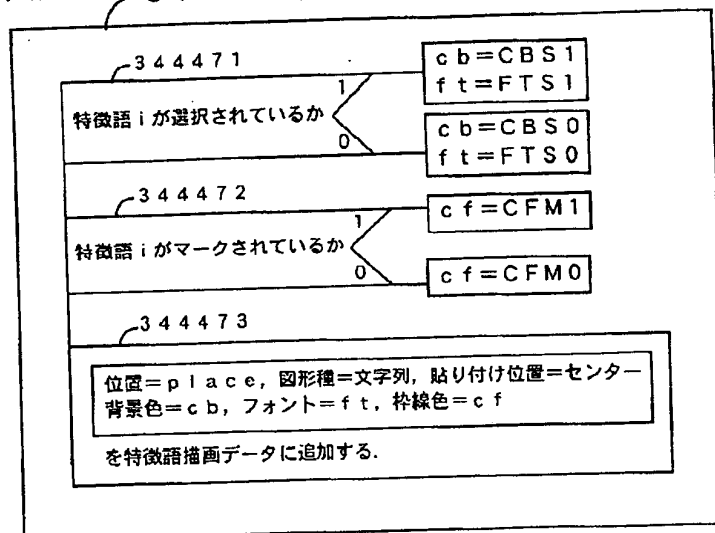 344471
cb=CBS1
ft=FTS1
1
特徴語iが選択されているか
0
cb=CBS0
ft=FTS0
344472
cf=CFM1
1
特徴語iがマークされているか
0
cf=CFM0
344473
位置=place,図形種=文字列,貼り付け位置=センター
背景色=cb,フォント=ft,枠線色=cf
を特徴語描画データに追加する.